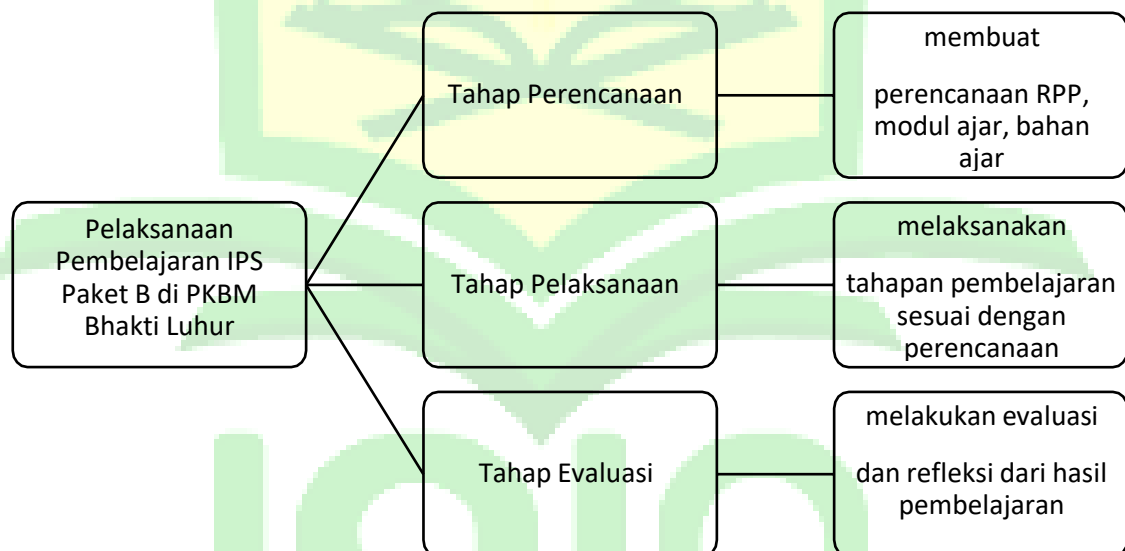 Pelaksanaan
Pembelajaran IPS
Paket B di PKBM
Bhakti Luhur
Tahap Perencanaan
membuat
perencanaan RPP,
modul ajar, bahan
ajar
Tahap Pelaksanaan
melaksanakan
tahapan pembelajaran
sesuai dengan
perencanaan
Tahap Evaluasi
melakukan evaluasi
dan refleksi dari hasil
pembelajaran